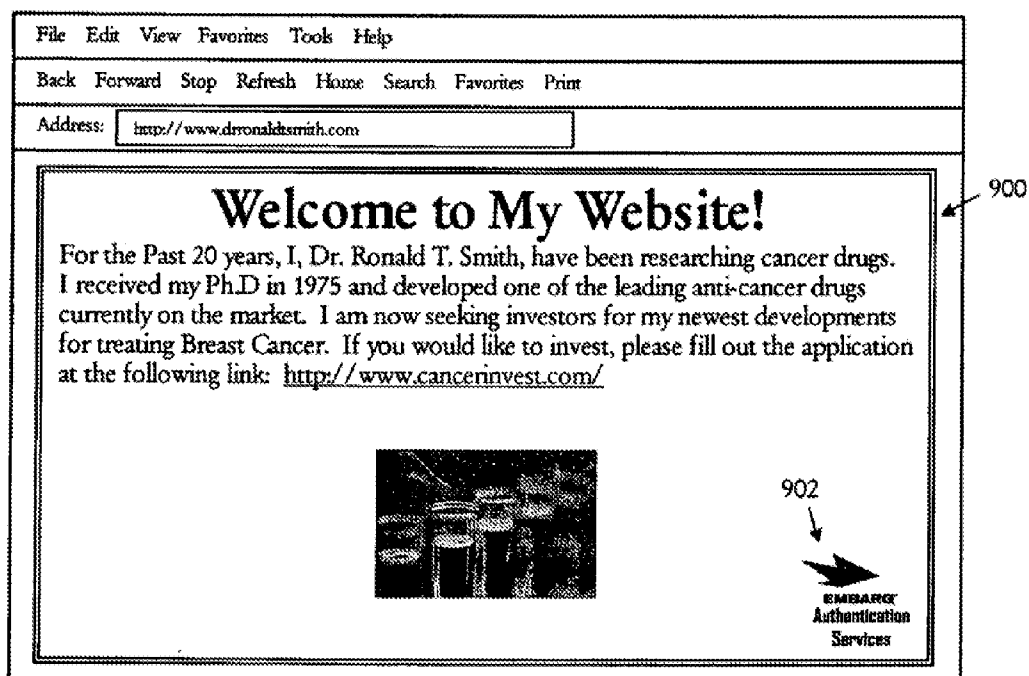 File Edit View Favorites Tools Help
Back Forward Stop Refresh Home Search Favorites Print
Address: http://www.drronaldtsmith.com
900
Welcome to My Website!
For the Past 20 years, I, Dr. Ronald T. Smith, have been researching cancer drugs.
I received my Ph.D in 1975 and developed one of the leading anti-cancer drugs
currently on the market. I am now seeking investors for my newest developments
for treating Breast Cancer. If you would like to invest, please fill out the application
at the following link: http://www.cancerinvest.com/
902
EMBARQ
Authentication
Services